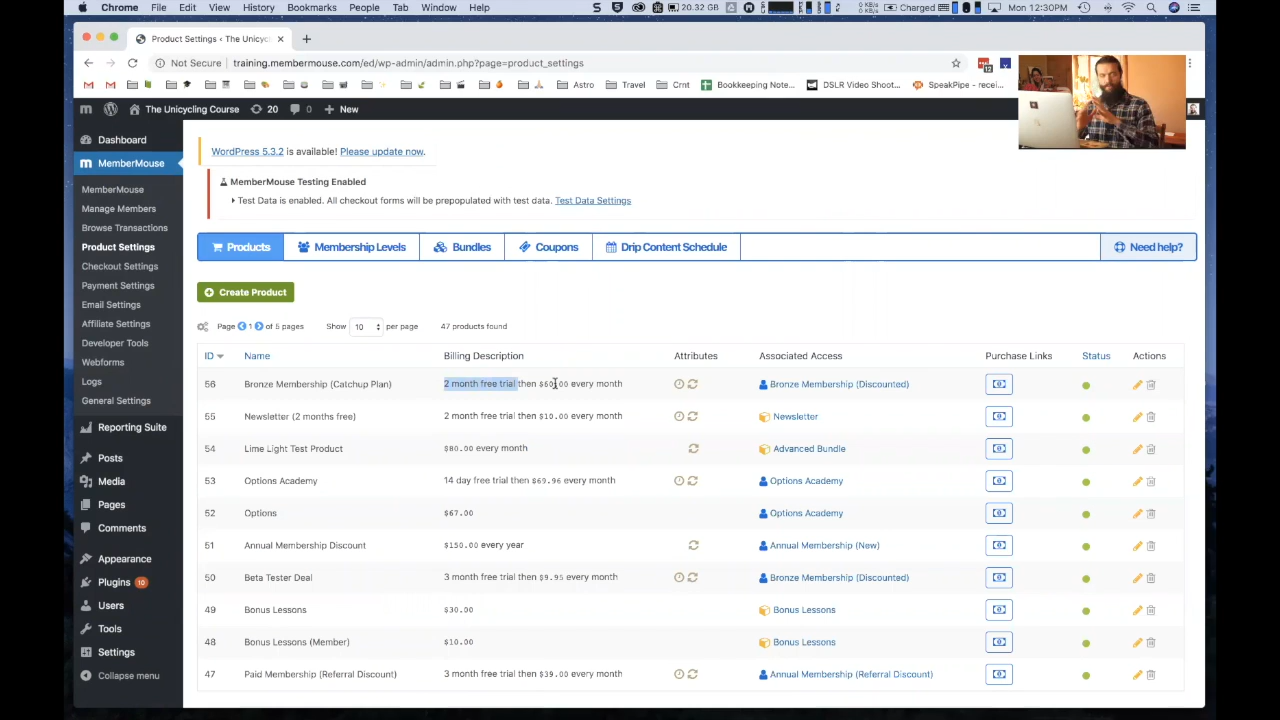 Chrome File Edit View History Bookmarks People Tab Window Help 20.32 GB 0 KB/s 0 KB/s Charged Mon 12:30PM
Product Settings ‹ The Unicyc
Not Secure training.membermouse.com/ed/wp-admin/admin.php?page=product_settings 12
Astro Travel Crnt Bookkeeping Note... DSLR Video Shoot... SpeakPipe - recei...
The Unicycling Course 20 0 New
Dashboard
MemberMouse
MemberMouse
Manage Members
Browse Transactions
Product Settings
Checkout Settings
Payment Settings
Email Settings
Affiliate Settings
Developer Tools
Webforms
Logs
General Settings
Reporting Suite
Posts
Media
Pages
Comments
Appearance
Plugins 10
Users
Tools
Settings
Collapse menu
WordPress 5.3.2 is available! Please update now.
MemberMouse Testing Enabled
Test Data is enabled. All checkout forms will be prepopulated with test data. Test Data Settings
Products Membership Levels Bundles Coupons Drip Content Schedule Need help?
Create Product
Page 1 of 5 pages Show 10 per page 47 products found
ID Name Billing Description Attributes Associated Access Purchase Links Status Actions
56 Bronze Membership (Catchup Plan) 2 month free trial then $60.00 every month Bronze Membership (Discounted)
55 Newsletter (2 months free) 2 month free trial then $10.00 every month Newsletter
54 Lime Light Test Product $80.00 every month Advanced Bundle
53 Options Academy 14 day free trial then $69.96 every month Options Academy
52 Options $67.00 Options Academy
51 Annual Membership Discount $150.00 every year Annual Membership (New)
50 Beta Tester Deal 3 month free trial then $9.95 every month Bronze Membership (Discounted)
49 Bonus Lessons $30.00 Bonus Lessons
48 Bonus Lessons (Member) $10.00 Bonus Lessons
47 Paid Membership (Referral Discount) 3 month free trial then $39.00 every month Annual Membership (Referral Discount)